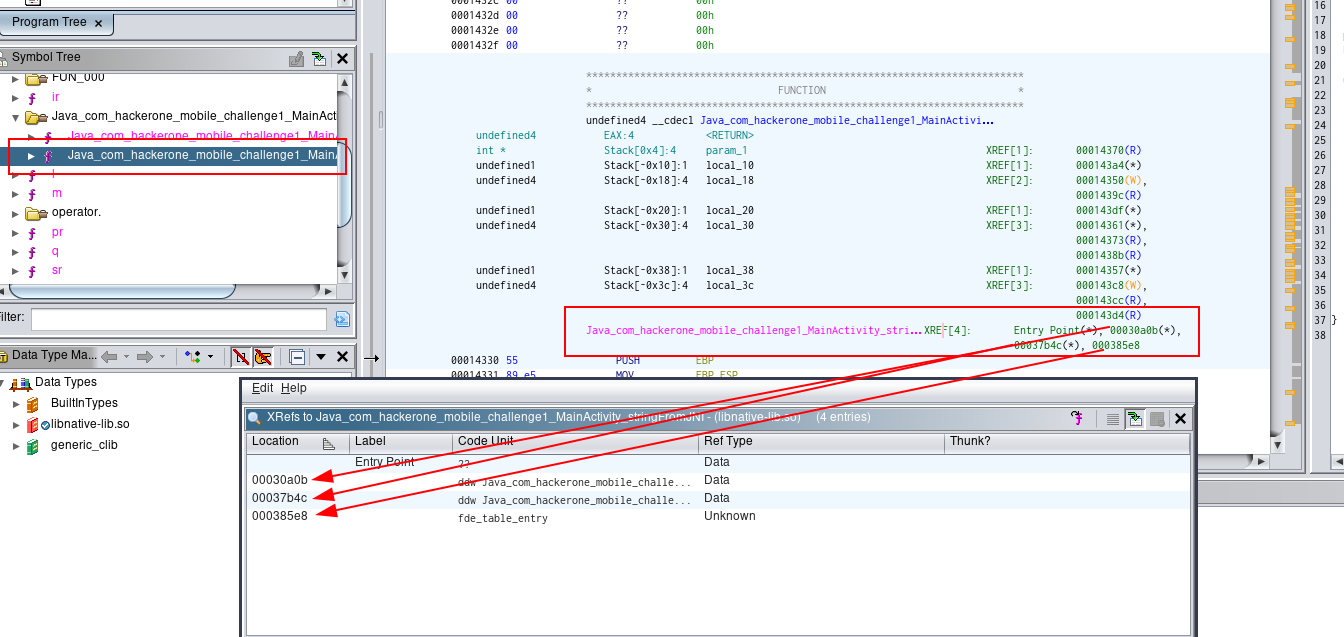 0001432c 00 ?? 00h
Program Tree x
0001432d 00 ?? 00h
0001432e 00 ?? 00h
0001432f 00 ?? 00h
Symbol Tree
FUN_000
ir
Java_com_hackerone_mobile_challenge1_MainAct
Java_com_hackerone_mobile_challenge1_Main
Java_com_hackerone_mobile_challenge1_Main
l
m
operator.
pr
q
sr
ilter:
Data Type Ma...
Data Types
BuiltInTypes
libnative-lib.so
generic_clib
************************************************************************
* FUNCTION *
************************************************************************
undefined4 __cdecl Java_com_hackerone_mobile_challenge1_MainActivi...
undefined4 EAX:4 <RETURN>
int * Stack[0x4]:4 param_1 XREF[1]: 00014370(R)
undefined1 Stack[-0x10]:1 local_10 XREF[1]: 000143a4(*)
undefined4 Stack[-0x18]:4 local_18 XREF[2]: 00014350(W),
0001439c(R)
undefined1 Stack[-0x20]:1 local_20 XREF[1]: 000143df(*)
undefined4 Stack[-0x30]:4 local_30 XREF[3]: 00014361(*),
00014373(R),
0001438b(R)
undefined1 Stack[-0x38]:1 local_38 XREF[1]: 00014357(*)
undefined4 Stack[-0x3c]:4 local_3c XREF[3]: 000143c8(W),
000143cc(R),
000143d4(R)
Java_com_hackerone_mobile_challenge1_MainActivity_stri... XREF[4]: Entry Point(*), 00030a0b(*),
00037b4c(*), 000385e8
00014330 55 PUSH EBP
00014331 89 e5 MOV EBP,ESP
16
17
18
19
20
21
22
23
24
25
26
27
28
29
30
31
32
33
34
35
36
37 }
38
Edit Help
XRefs to Java_com_hackerone_mobile_challenge1_MainActivity_stringFromJNI - (libnative-lib.so) (4 entries)
Location Label Code Unit Ref Type Thunk?
Entry Point ?? Data
00030a0b ddw Java_com_hackerone_mobile_challe... Data
00037b4c ddw Java_com_hackerone_mobile_challe... Data
000385e8 fde_table_entry Unknown